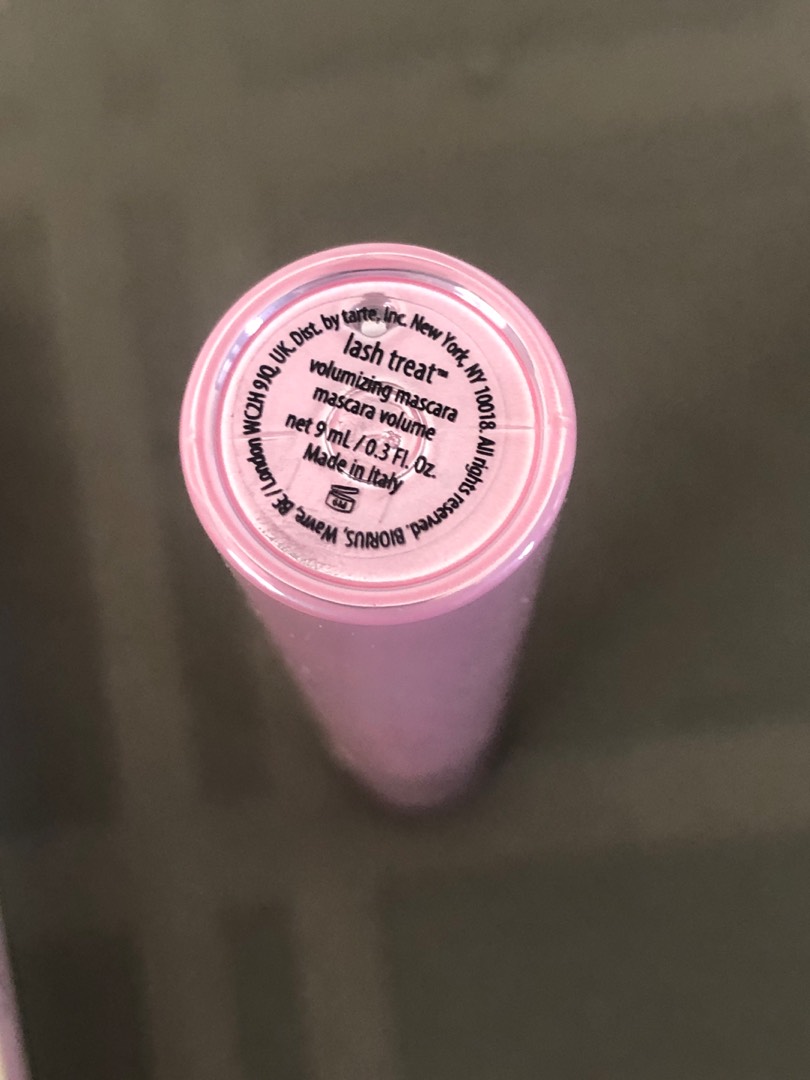 Dist. by tarte, Inc. New York, NY 10018. All rights reserved. BIORIUS, Wavre, BE / London WC2H 9JQ, UK.
lash treat™
volumizing mascara
mascara volume
net 9 mL / 0.3 Fl. Oz.
Made in Italy